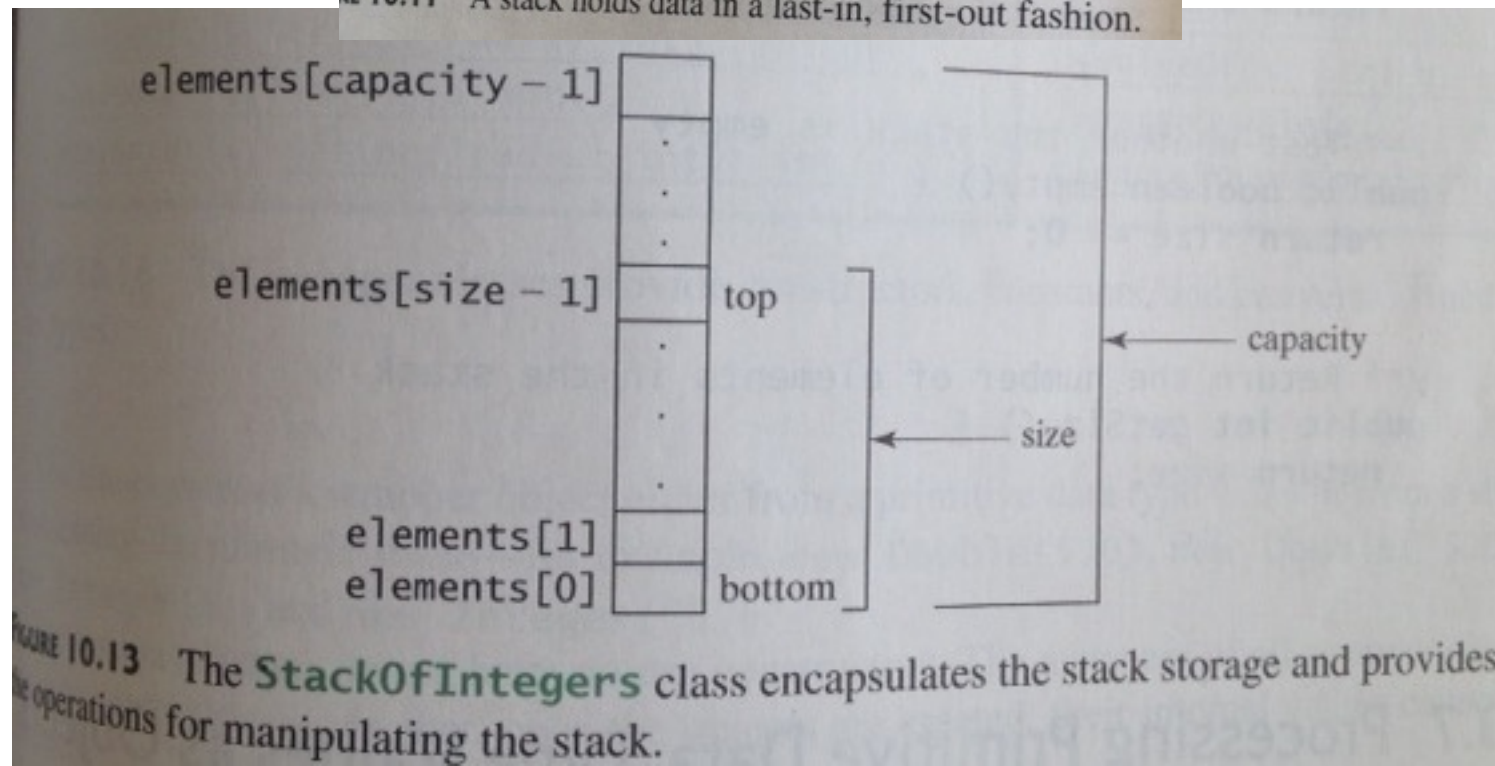 A stack holds data in a last-in, first-out fashion.
elements[capacity – 1]
elements[size – 1] top
capacity
size
elements[1]
elements[0] bottom
FIGURE 10.13 The StackOfIntegers class encapsulates the stack storage and provides
the operations for manipulating the stack.